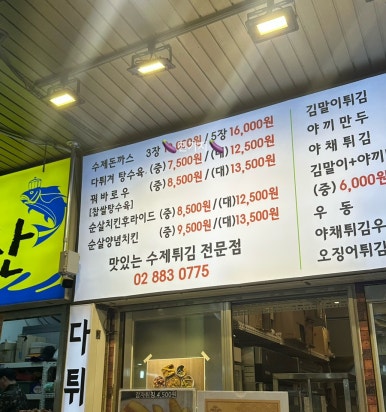 수제돈까스 3장 /5장 16,000원
다튀겨 탕수육 (중)7,500원/(대)12,500원
꿔바로우 (중)8,500원/(대)13,500원
[찹쌀탕수육]
순살치킨후라이드 (중)8,500원/(대)12,500원
순살양념치킨 (중)9,500원/(대)13,500원
맛있는 수제튀김 전문점
02 883 0775
김말이튀김
야끼만두
야채튀김
김말이+야끼
(중) 6,000원
우동
야채튀김우
오징어튀김
산
다튀